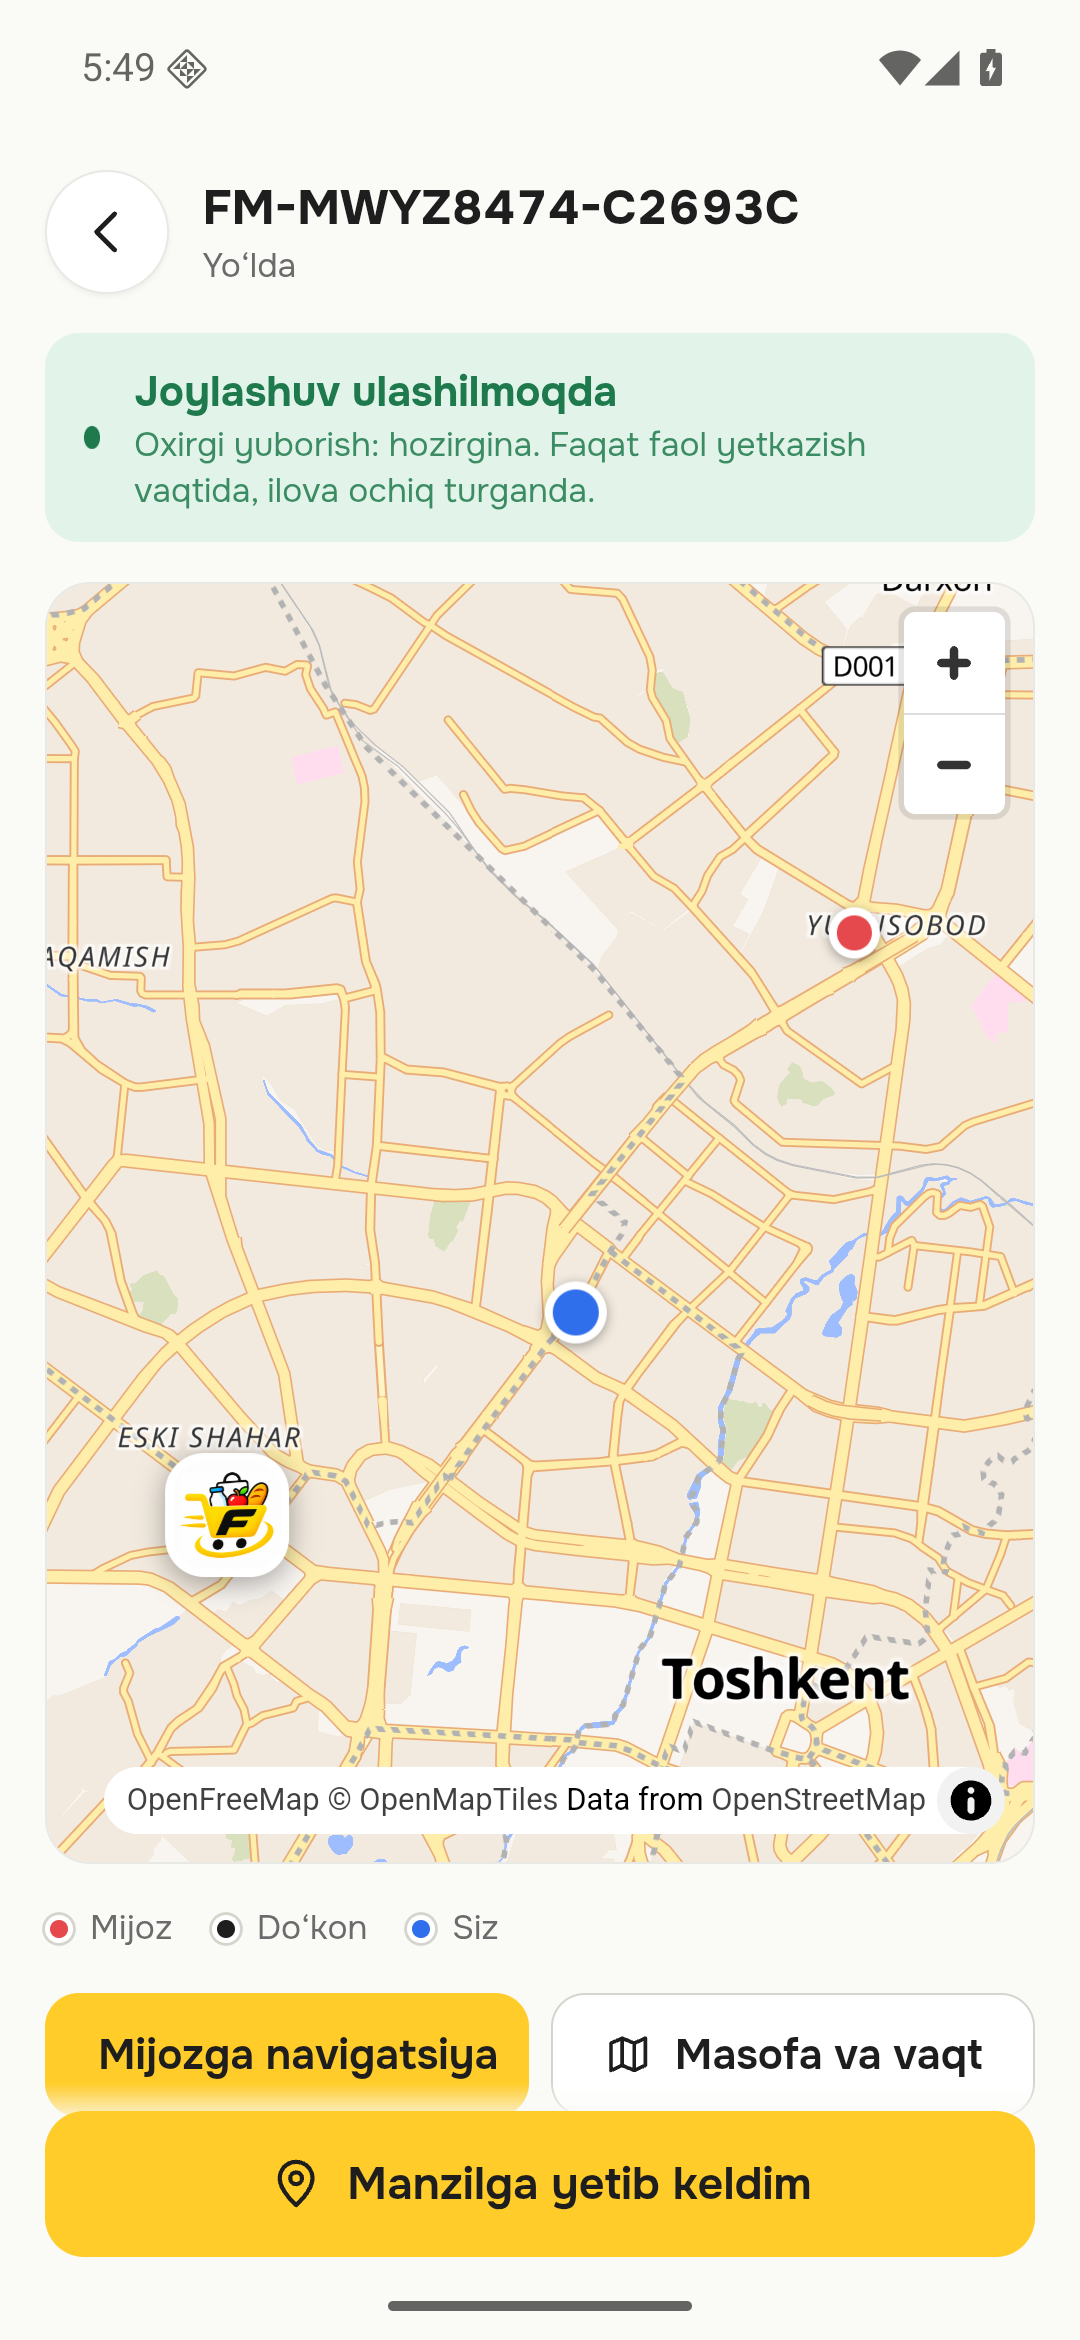 5:49
FM-MWYZ8474-C2693C
Yo‘lda
Joylashuv ulashilmoqda
Oxirgi yuborish: hozirgina. Faqat faol yetkazish
vaqtida, ilova ochiq turganda.
D001
+
−
AQAMISH
ESKI SHAHAR
F
Toshkent
OpenFreeMap © OpenMapTiles Data from OpenStreetMap
Mijoz
Do‘kon
Siz
Mijozga navigatsiya
Masofa va vaqt
Manzilga yetib keldim